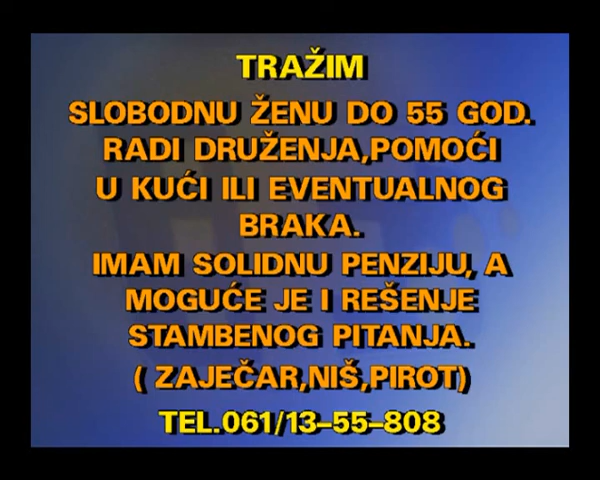 TRAŽIM
SLOBODNU ŽENU DO 55 GOD.
RADI DRUŽENJA,POMOĆI
U KUĆI ILI EVENTUALNOG
BRAKA.
IMAM SOLIDNU PENZIJU, A
MOGUĆE JE I REŠENJE
STAMBENOG PITANJA.
( ZAJEČAR,NIŠ,PIROT)
TEL.061/13–55–808